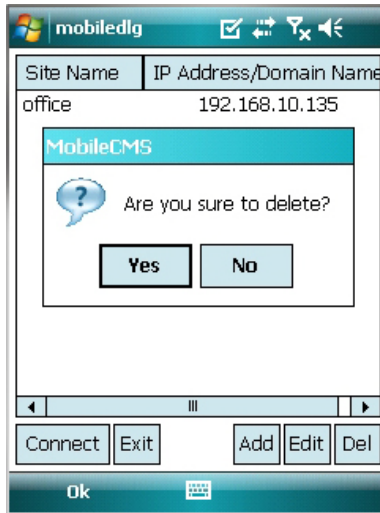 mobiledlg
Site Name IP Address/Domain Name
office 192.168.10.135
MobileCMS
Are you sure to delete?
Yes No
Connect Exit Add Edit Del
Ok